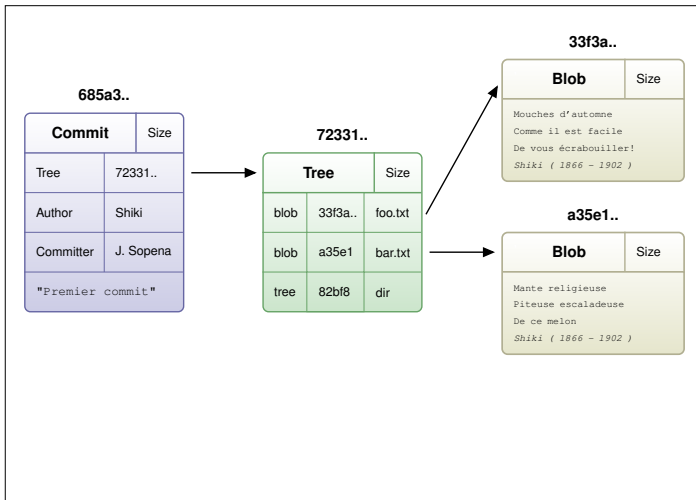 685a3..
Commit Size
Tree 72331..
Author Shiki
Committer J. Sopena
"Premier commit"
72331..
Tree Size
blob 33f3a.. foo.txt
blob a35e1 bar.txt
tree 82bf8 dir
33f3a..
Blob Size
Mouches d'automne
Comme il est facile
De vous écrabouiller!
Shiki ( 1866 - 1902 )
a35e1..
Blob Size
Mante religieuse
Piteuse escaladeuse
De ce melon
Shiki ( 1866 - 1902 )